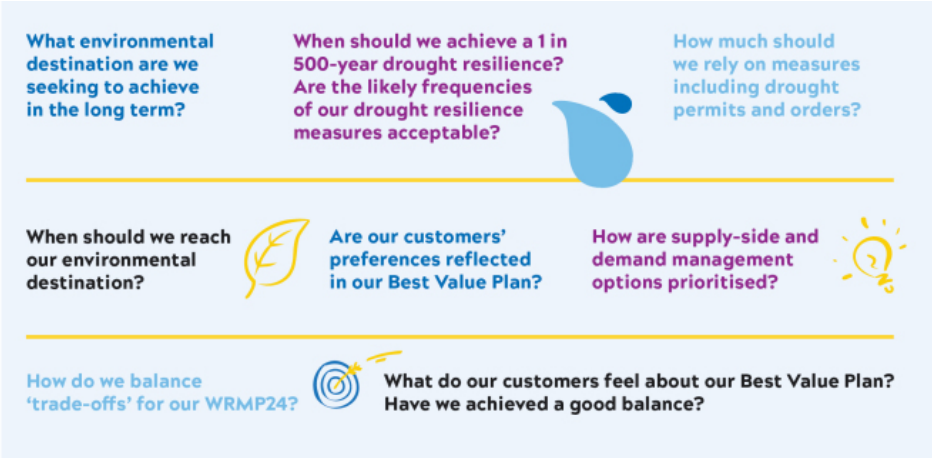 What environmental
destination are we
seeking to achieve
in the long term?
When should we achieve a 1 in
500-year drought resilience?
Are the likely frequencies
of our drought resilience
measures acceptable?
How much should
we rely on measures
including drought
permits and orders?
When should we reach
our environmental
destination?
Are our customers’
preferences reflected
in our Best Value Plan?
How are supply-side and
demand management
options prioritised?
How do we balance
‘trade-offs’ for our WRMP24?
What do our customers feel about our Best Value Plan?
Have we achieved a good balance?